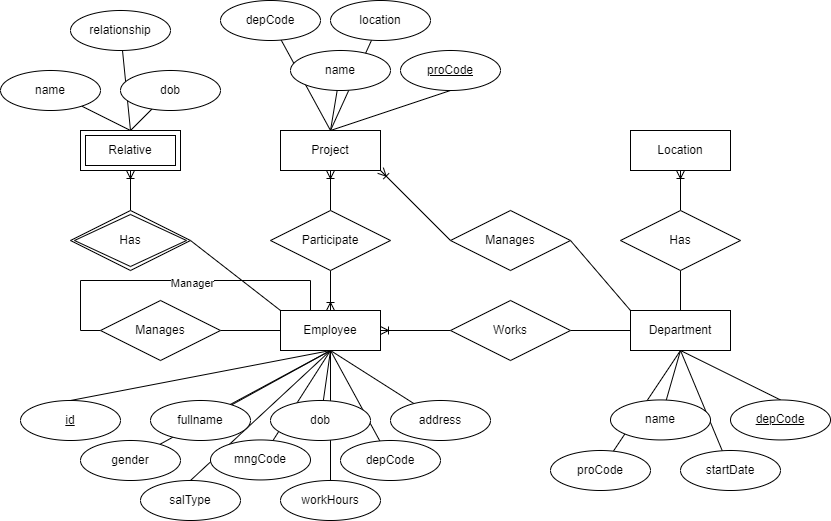 depCode
location
relationship
name
proCode
name
dob
Relative
Project
Location
Has
Participate
Manages
Has
Manager
Manages
Employee
Works
Department
id
fullname
dob
address
name
depCode
gender
mngCode
depCode
proCode
startDate
salType
workHours